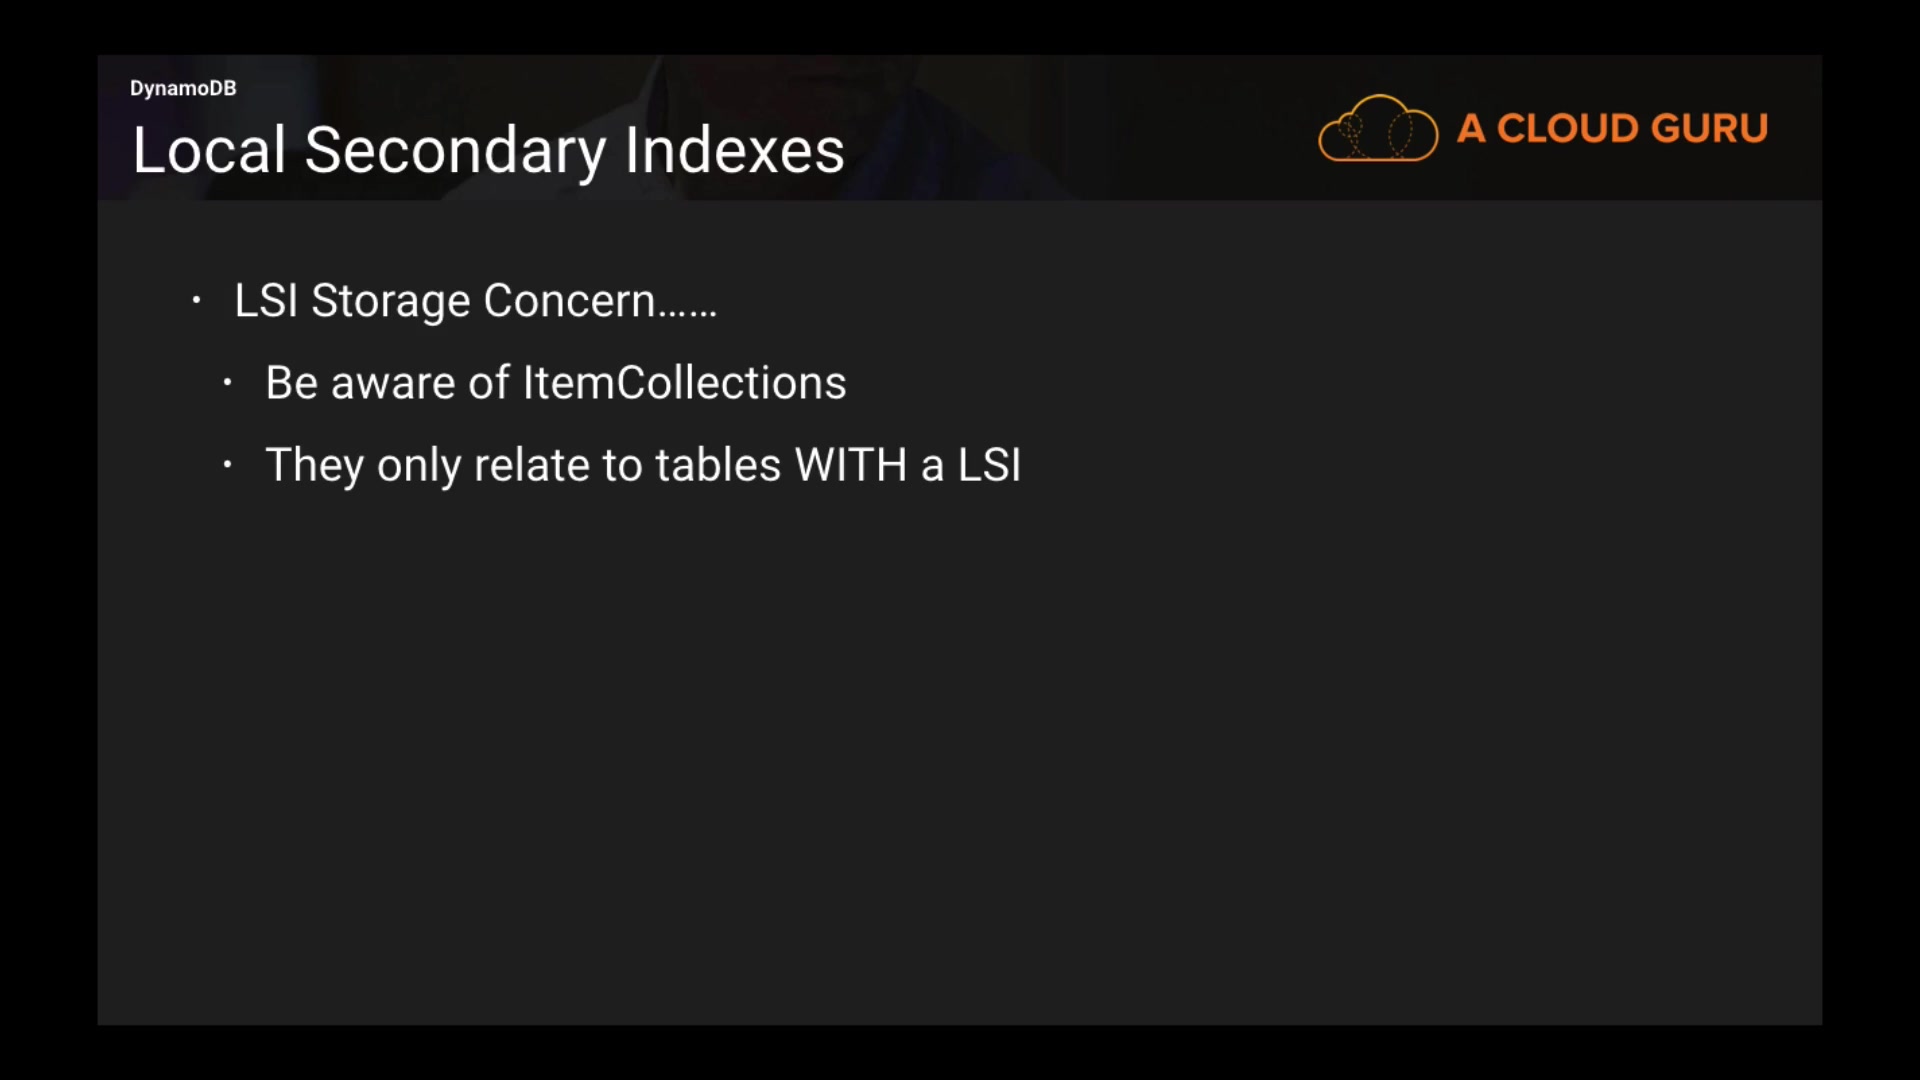 DynamoDB
Local Secondary Indexes
A CLOUD GURU
• LSI Storage Concern......
• Be aware of ItemCollections
• They only relate to tables WITH a LSI